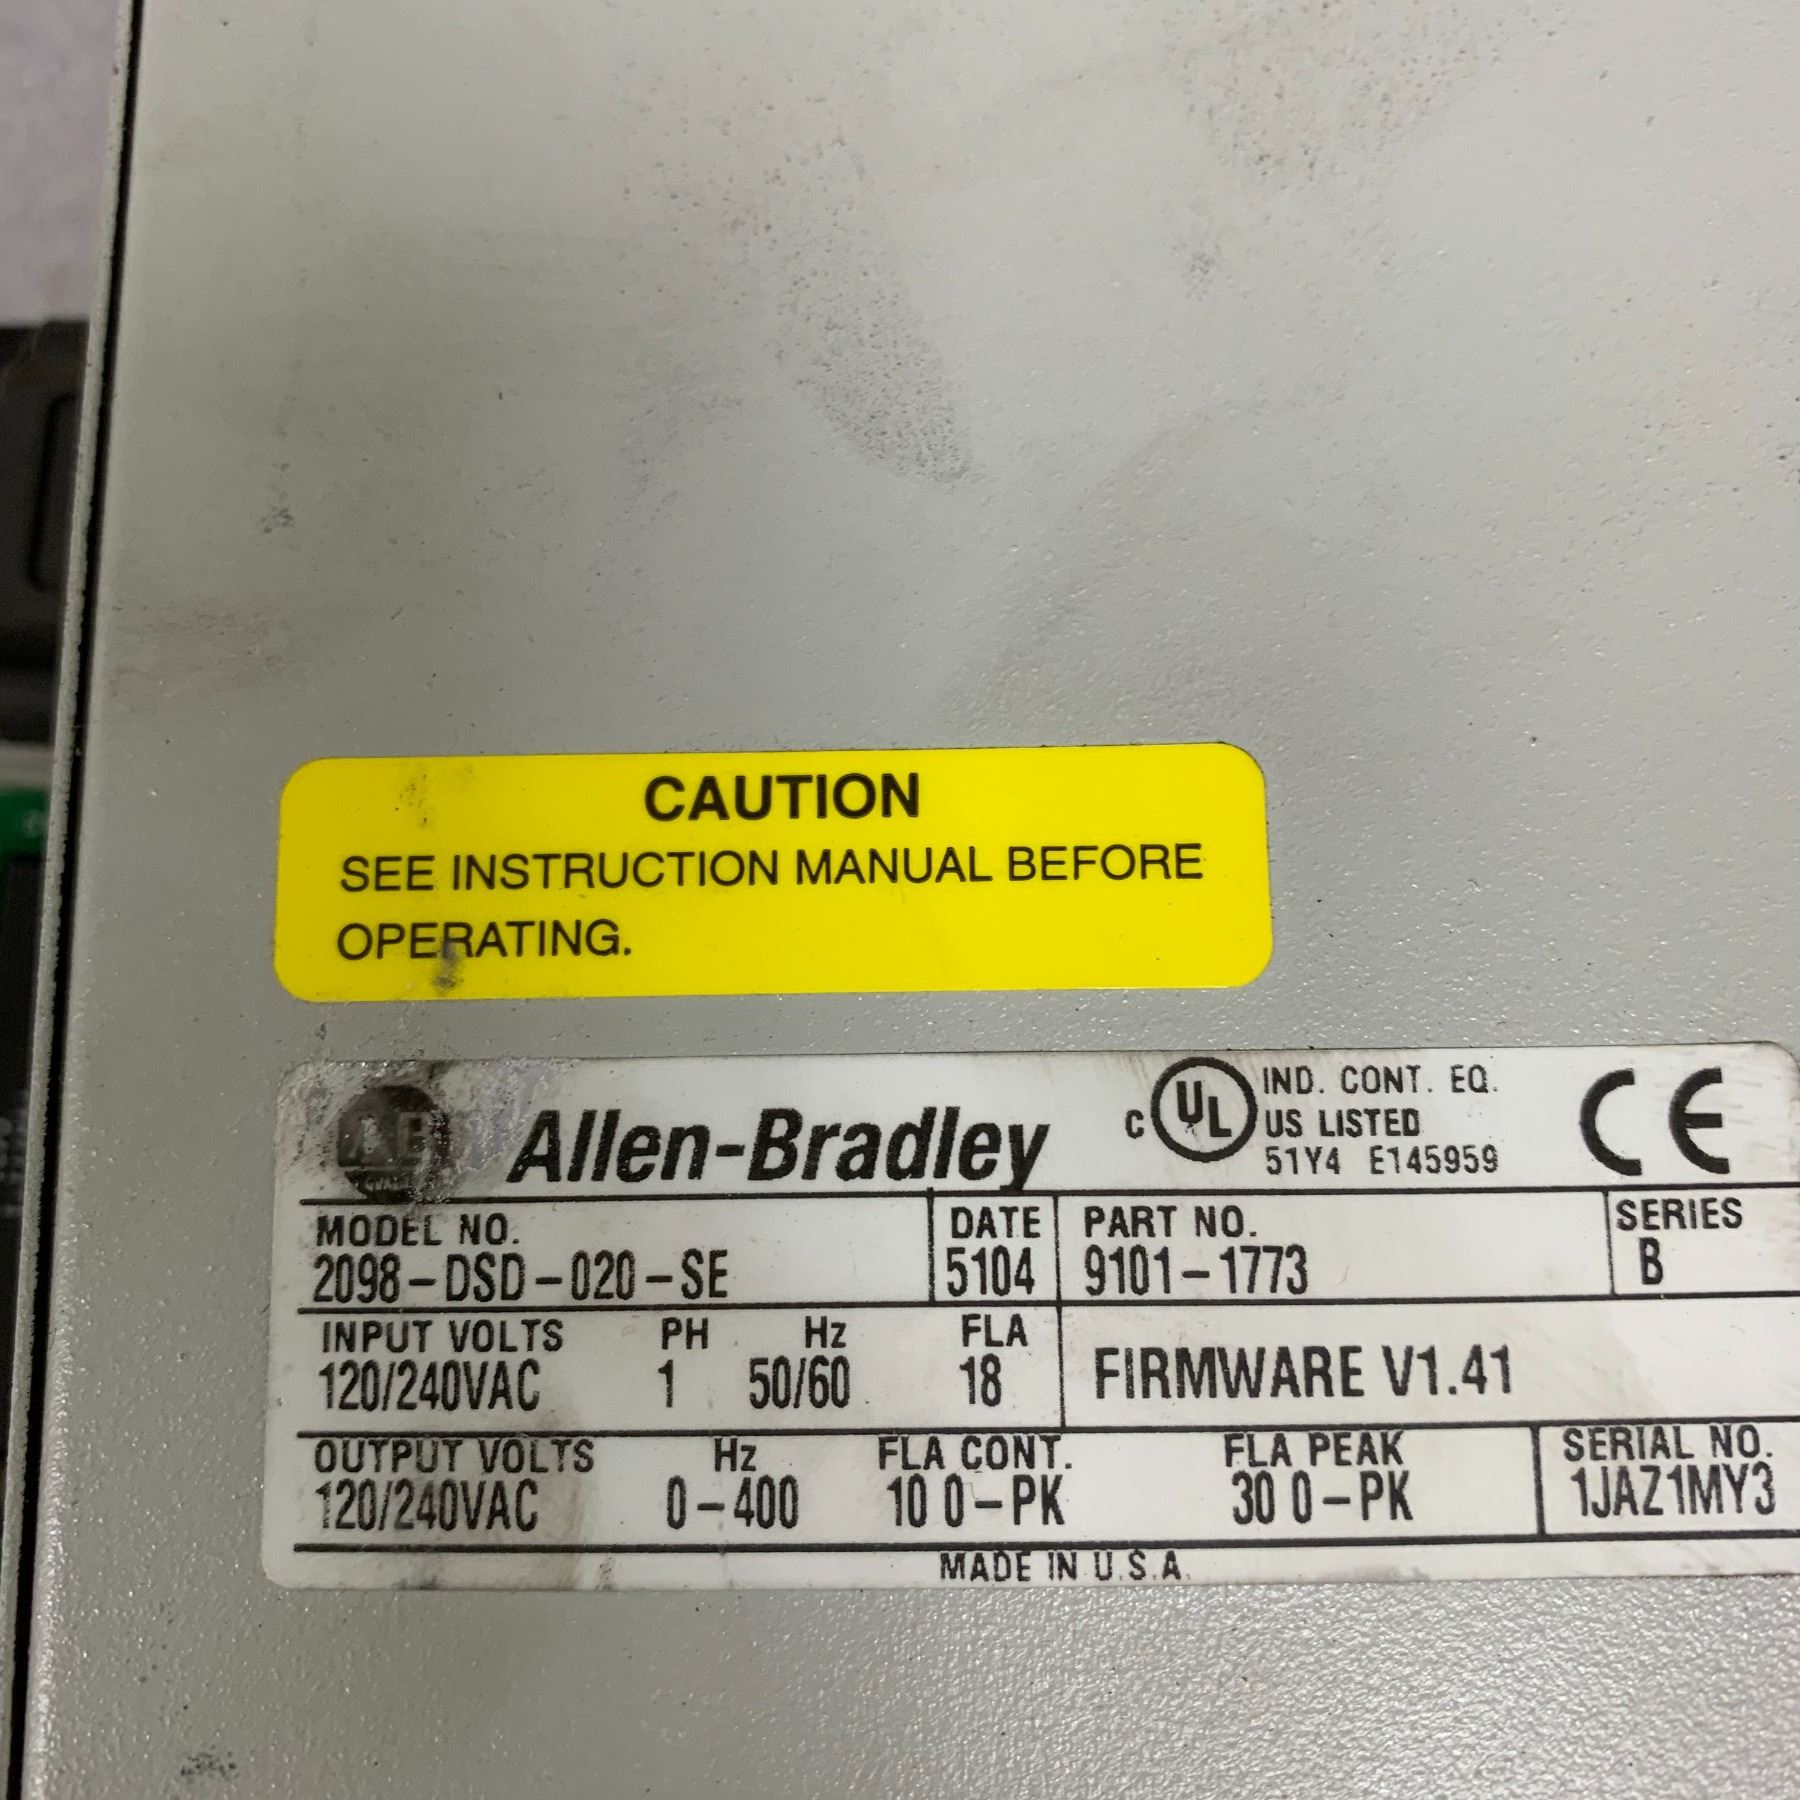 CAUTION
SEE INSTRUCTION MANUAL BEFORE
OPERATING.
AB
Allen-Bradley
C UL US LISTED
IND. CONT. EQ.
51Y4 E145959
CE
MODEL NO. DATE PART NO. SERIES
2098-DSD-020-SE 5104 9101-1773 B
INPUT VOLTS PH Hz FLA
120/240VAC 1 50/60 18 FIRMWARE V1.41
OUTPUT VOLTS Hz FLA CONT. FLA PEAK SERIAL NO.
120/240VAC 0-400 10 0-PK 30 0-PK 1JAZ1MY3
MADE IN U.S.A.